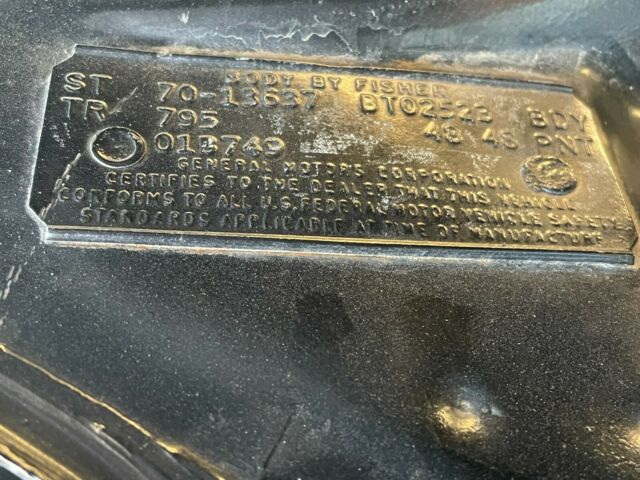 BODY BY FISHER
ST 70-13637 BT02523 BDY
TR 795 48 48 PNT
011749
GENERAL MOTORS CORPORATION
CERTIFIES TO THE DEALER THAT THIS VEHICLE
CONFORMS TO ALL U.S. FEDERAL MOTOR VEHICLE SAFETY
STANDARDS APPLICABLE AT TIME OF MANUFACTURE